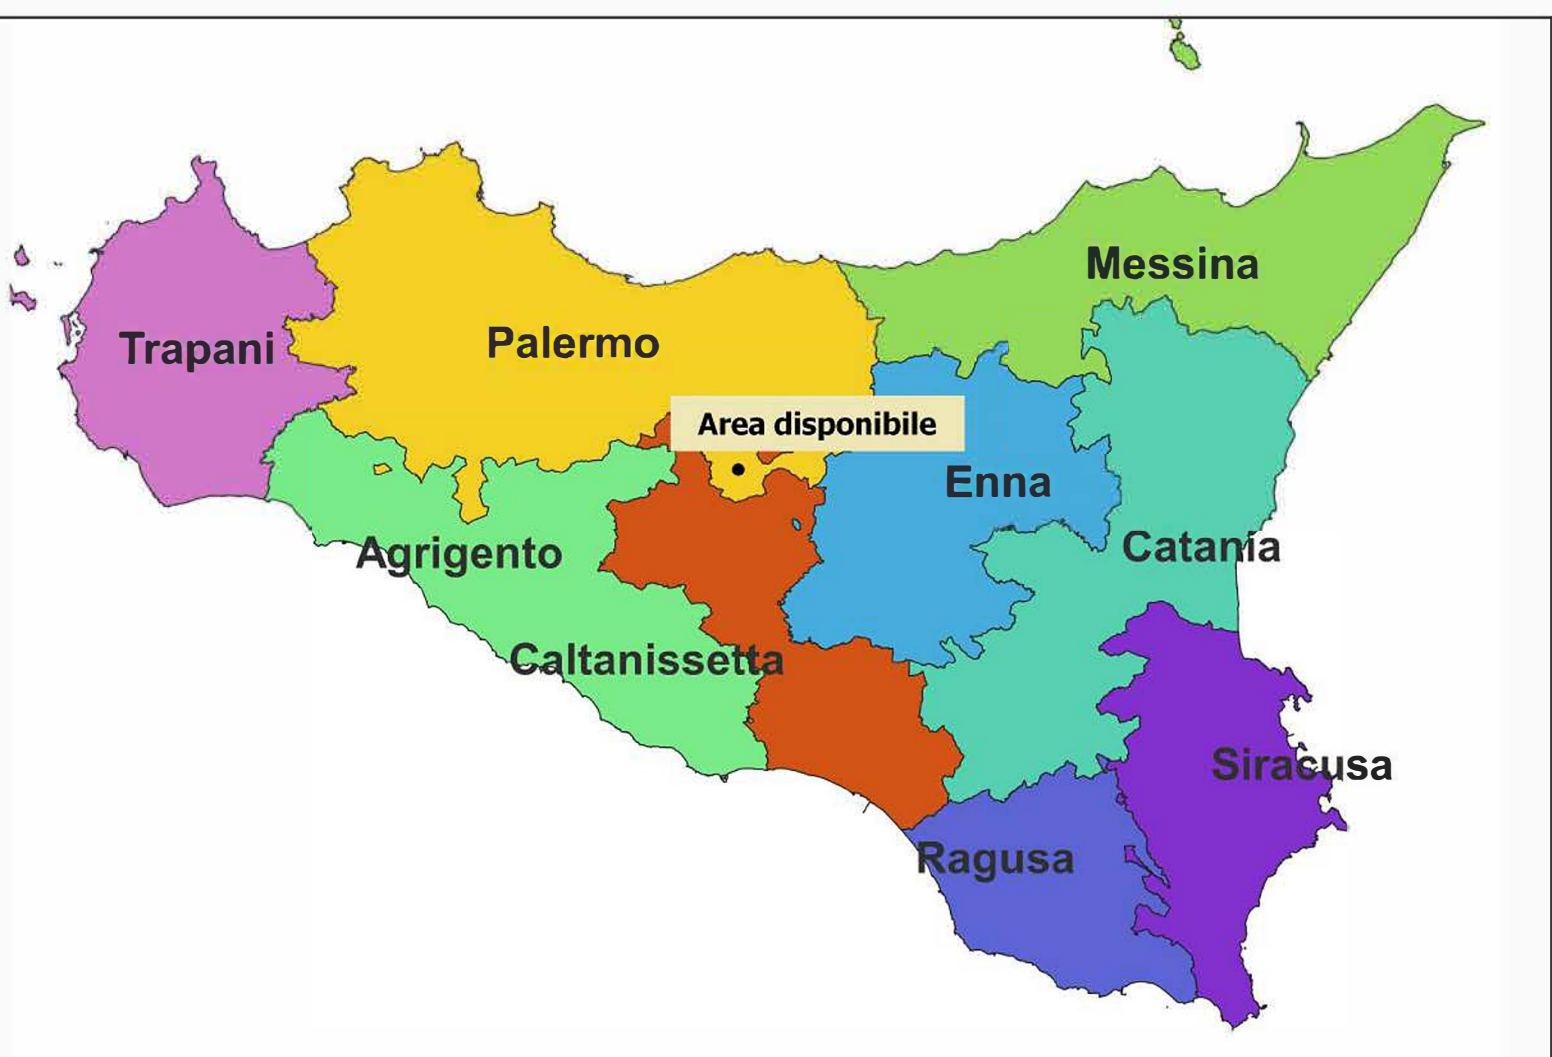 Messina
Trapani
Palermo
Area disponibile
Enna
Agrigento
Catania
Caltanissetta
Siracusa
Ragusa